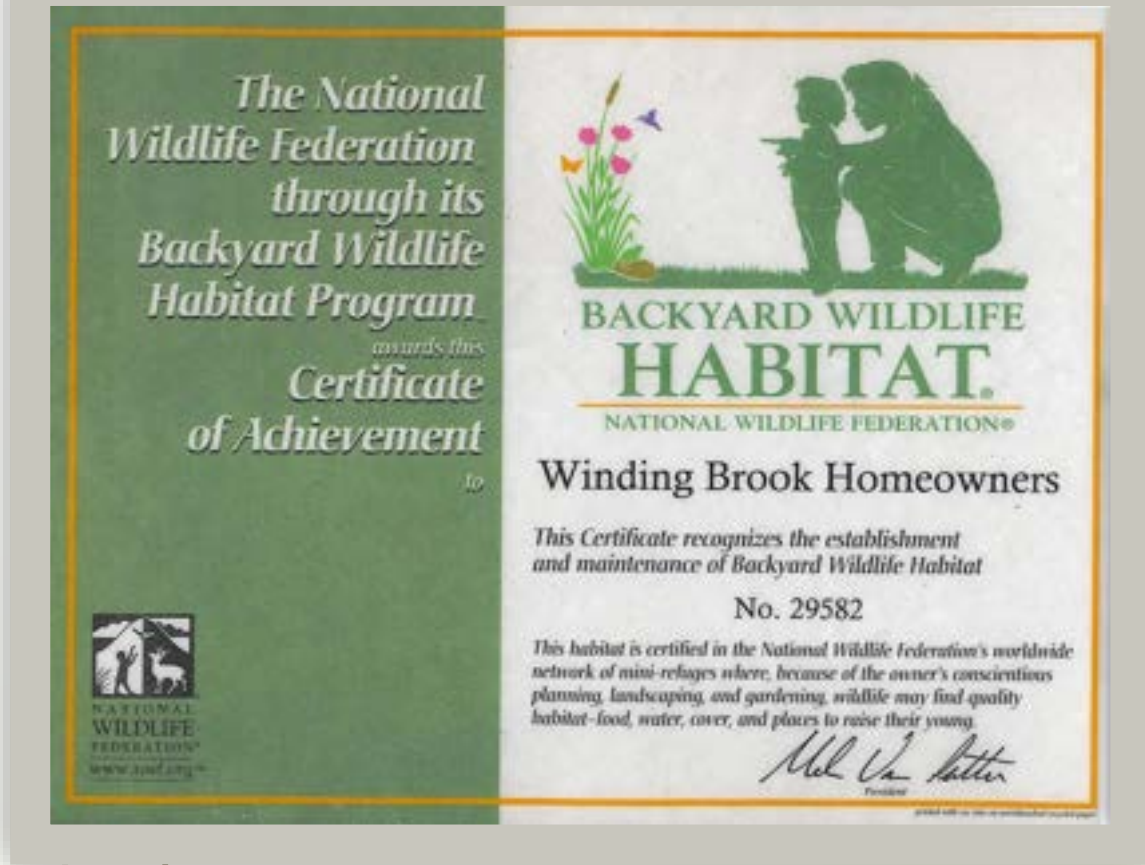 The National
Wildlife Federation
through its
Backyard Wildlife
Habitat Program
awards this
Certificate
of Achievement
to
NATIONAL
WILDLIFE
FEDERATION®
www.nwf.org™
BACKYARD WILDLIFE
HABITAT®
NATIONAL WILDLIFE FEDERATION®
Winding Brook Homeowners
This Certificate recognizes the establishment
and maintenance of Backyard Wildlife Habitat
No. 29582
This habitat is certified in the National Wildlife Federation's worldwide
network of mini-refuges where, because of the owner's conscientious
planning, landscaping, and gardening, wildlife may find quality
habitat-food, water, cover, and places to raise their young.
President